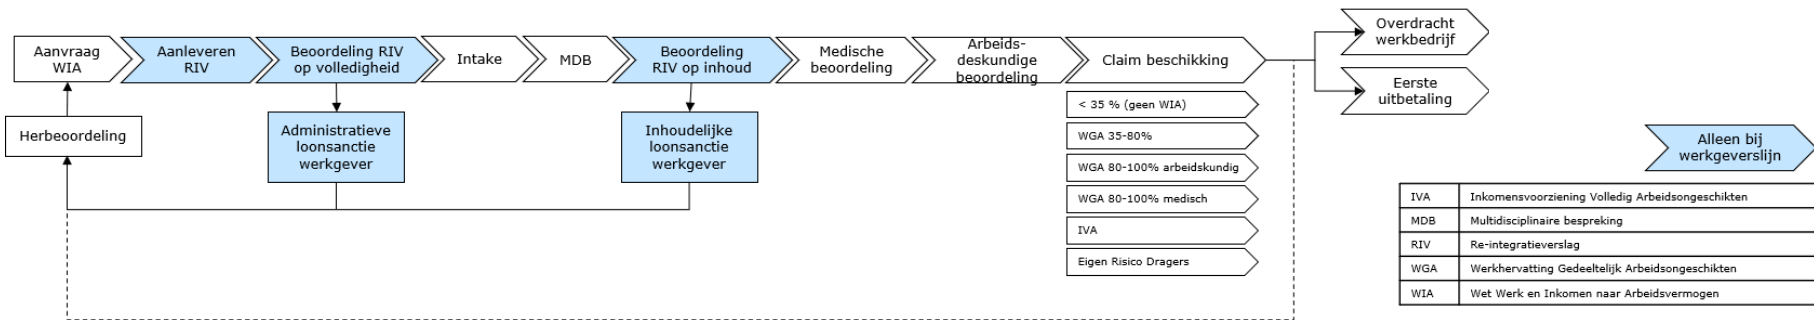 Aanvraag
WIA
Aanleveren
RIV
Beoordeling RIV
op volledigheid
Intake
MDB
Beoordeling
RIV op inhoud
Medische
beoordeling
Arbeids-
deskundige
beoordeling
Claim beschikking
Overdracht
werkbedrijf
Eerste
uitbetaling
Herbeoordeling
Administratieve
loonsanctie
werkgever
Inhoudelijke
loonsanctie
werkgever
< 35 % (geen WIA)
WGA 35-80%
WGA 80-100% arbeidskundig
WGA 80-100% medisch
IVA
Eigen Risico Dragers
Alleen bij
werkgeverslijn
IVA Inkomensvoorziening Volledig Arbeidsongeschikten
MDB Multidisciplinaire bespreking
RIV Re-integratieverslag
WGA Werkhervatting Gedeeltelijk Arbeidsongeschikten
WIA Wet Werk en Inkomen naar Arbeidsvermogen